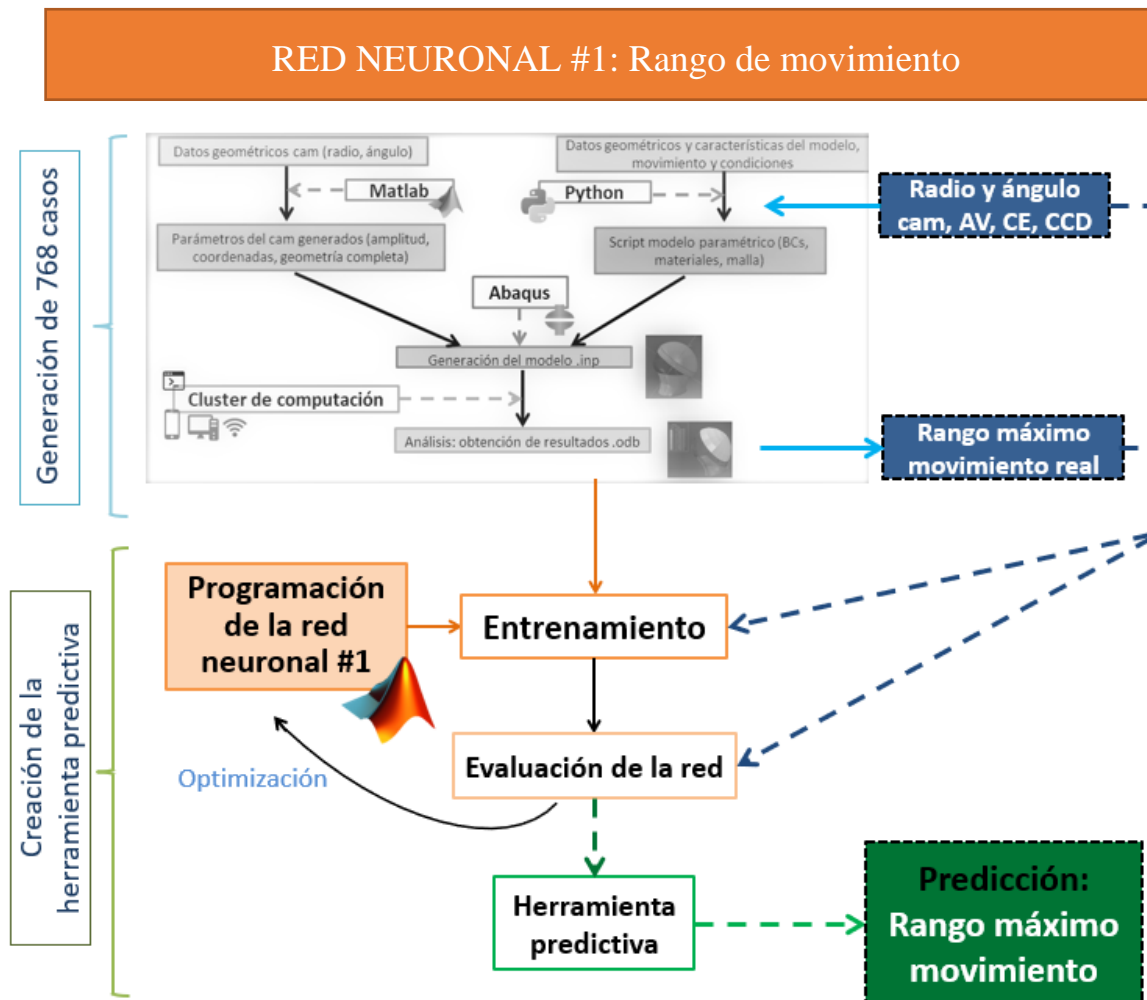 RED NEURONAL #1: Rango de movimiento
Generación de 768 casos
Datos geométricos cam (radio, ángulo)
Datos geométricos y características del modelo,
movimiento y condiciones
Matlab
Python
Radio y ángulo
cam, AV, CE, CCD
Parámetros del cam generados (amplitud,
coordenadas, geometría completa)
Script modelo paramétrico (BCs,
materiales, malla)
Abaqus
Generación del modelo .inp
Cluster de computación
Análisis: obtención de resultados .odb
Rango máximo
movimiento real
Creación de la
herramienta predictiva
Programación
de la red
neuronal #1
Entrenamiento
Optimización
Evaluación de la red
Herramienta
predictiva
Predicción:
Rango máximo
movimiento